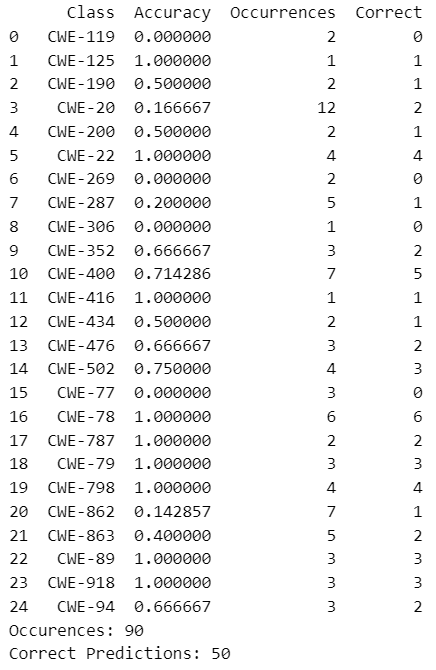 Class Accuracy Occurrences Correct
0 CWE-119 0.000000 2 0
1 CWE-125 1.000000 1 1
2 CWE-190 0.500000 2 1
3 CWE-20 0.166667 12 2
4 CWE-200 0.500000 2 1
5 CWE-22 1.000000 4 4
6 CWE-269 0.000000 2 0
7 CWE-287 0.200000 5 1
8 CWE-306 0.000000 1 0
9 CWE-352 0.666667 3 2
10 CWE-400 0.714286 7 5
11 CWE-416 1.000000 1 1
12 CWE-434 0.500000 2 1
13 CWE-476 0.666667 3 2
14 CWE-502 0.750000 4 3
15 CWE-77 0.000000 3 0
16 CWE-78 1.000000 6 6
17 CWE-787 1.000000 2 2
18 CWE-79 1.000000 3 3
19 CWE-798 1.000000 4 4
20 CWE-862 0.142857 7 1
21 CWE-863 0.400000 5 2
22 CWE-89 1.000000 3 3
23 CWE-918 1.000000 3 3
24 CWE-94 0.666667 3 2
Occurences: 90
Correct Predictions: 50